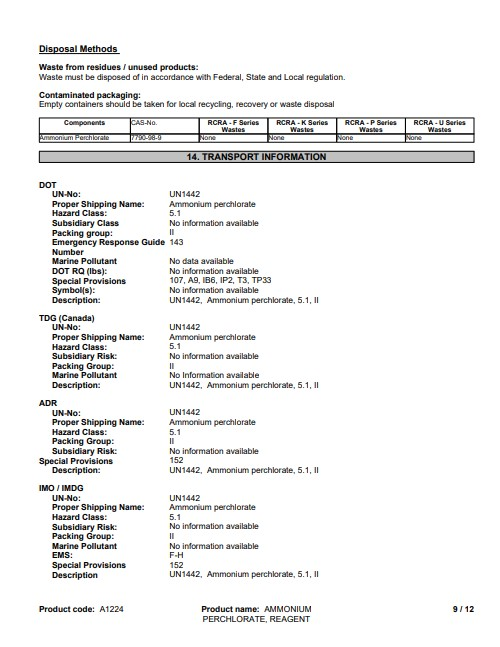 Disposal Methods
Waste from residues / unused products:
Waste must be disposed of in accordance with Federal, State and Local regulation.
Contaminated packaging:
Empty containers should be taken for local recycling, recovery or waste disposal
Components CAS-No. RCRA - F Series Wastes RCRA - K Series Wastes RCRA - P Series Wastes RCRA - U Series Wastes
Ammonium Perchlorate 7790-98-9 None None None None
14. TRANSPORT INFORMATION
DOT
UN-No: UN1442
Proper Shipping Name: Ammonium perchlorate
Hazard Class: 5.1
Subsidiary Class No information available
Packing group: II
Emergency Response Guide 143
Number
Marine Pollutant No data available
DOT RQ (lbs): No information available
Special Provisions 107, A9, IB6, IP2, T3, TP33
Symbol(s): No information available
Description: UN1442, Ammonium perchlorate, 5.1, II
TDG (Canada)
UN-No: UN1442
Proper Shipping Name: Ammonium perchlorate
Hazard Class: 5.1
Subsidiary Risk: No information available
Packing Group: II
Marine Pollutant No Information available
Description: UN1442, Ammonium perchlorate, 5.1, II
ADR
UN-No: UN1442
Proper Shipping Name: Ammonium perchlorate
Hazard Class: 5.1
Packing Group: II
Subsidiary Risk: No information available
Special Provisions 152
Description: UN1442, Ammonium perchlorate, 5.1, II
IMO / IMDG
UN-No: UN1442
Proper Shipping Name: Ammonium perchlorate
Hazard Class: 5.1
Subsidiary Risk: No information available
Packing Group: II
Marine Pollutant No information available
EMS: F-H
Special Provisions 152
Description UN1442, Ammonium perchlorate, 5.1, II
Product code: A1224 Product name: AMMONIUM 9 / 12
PERCHLORATE, REAGENT